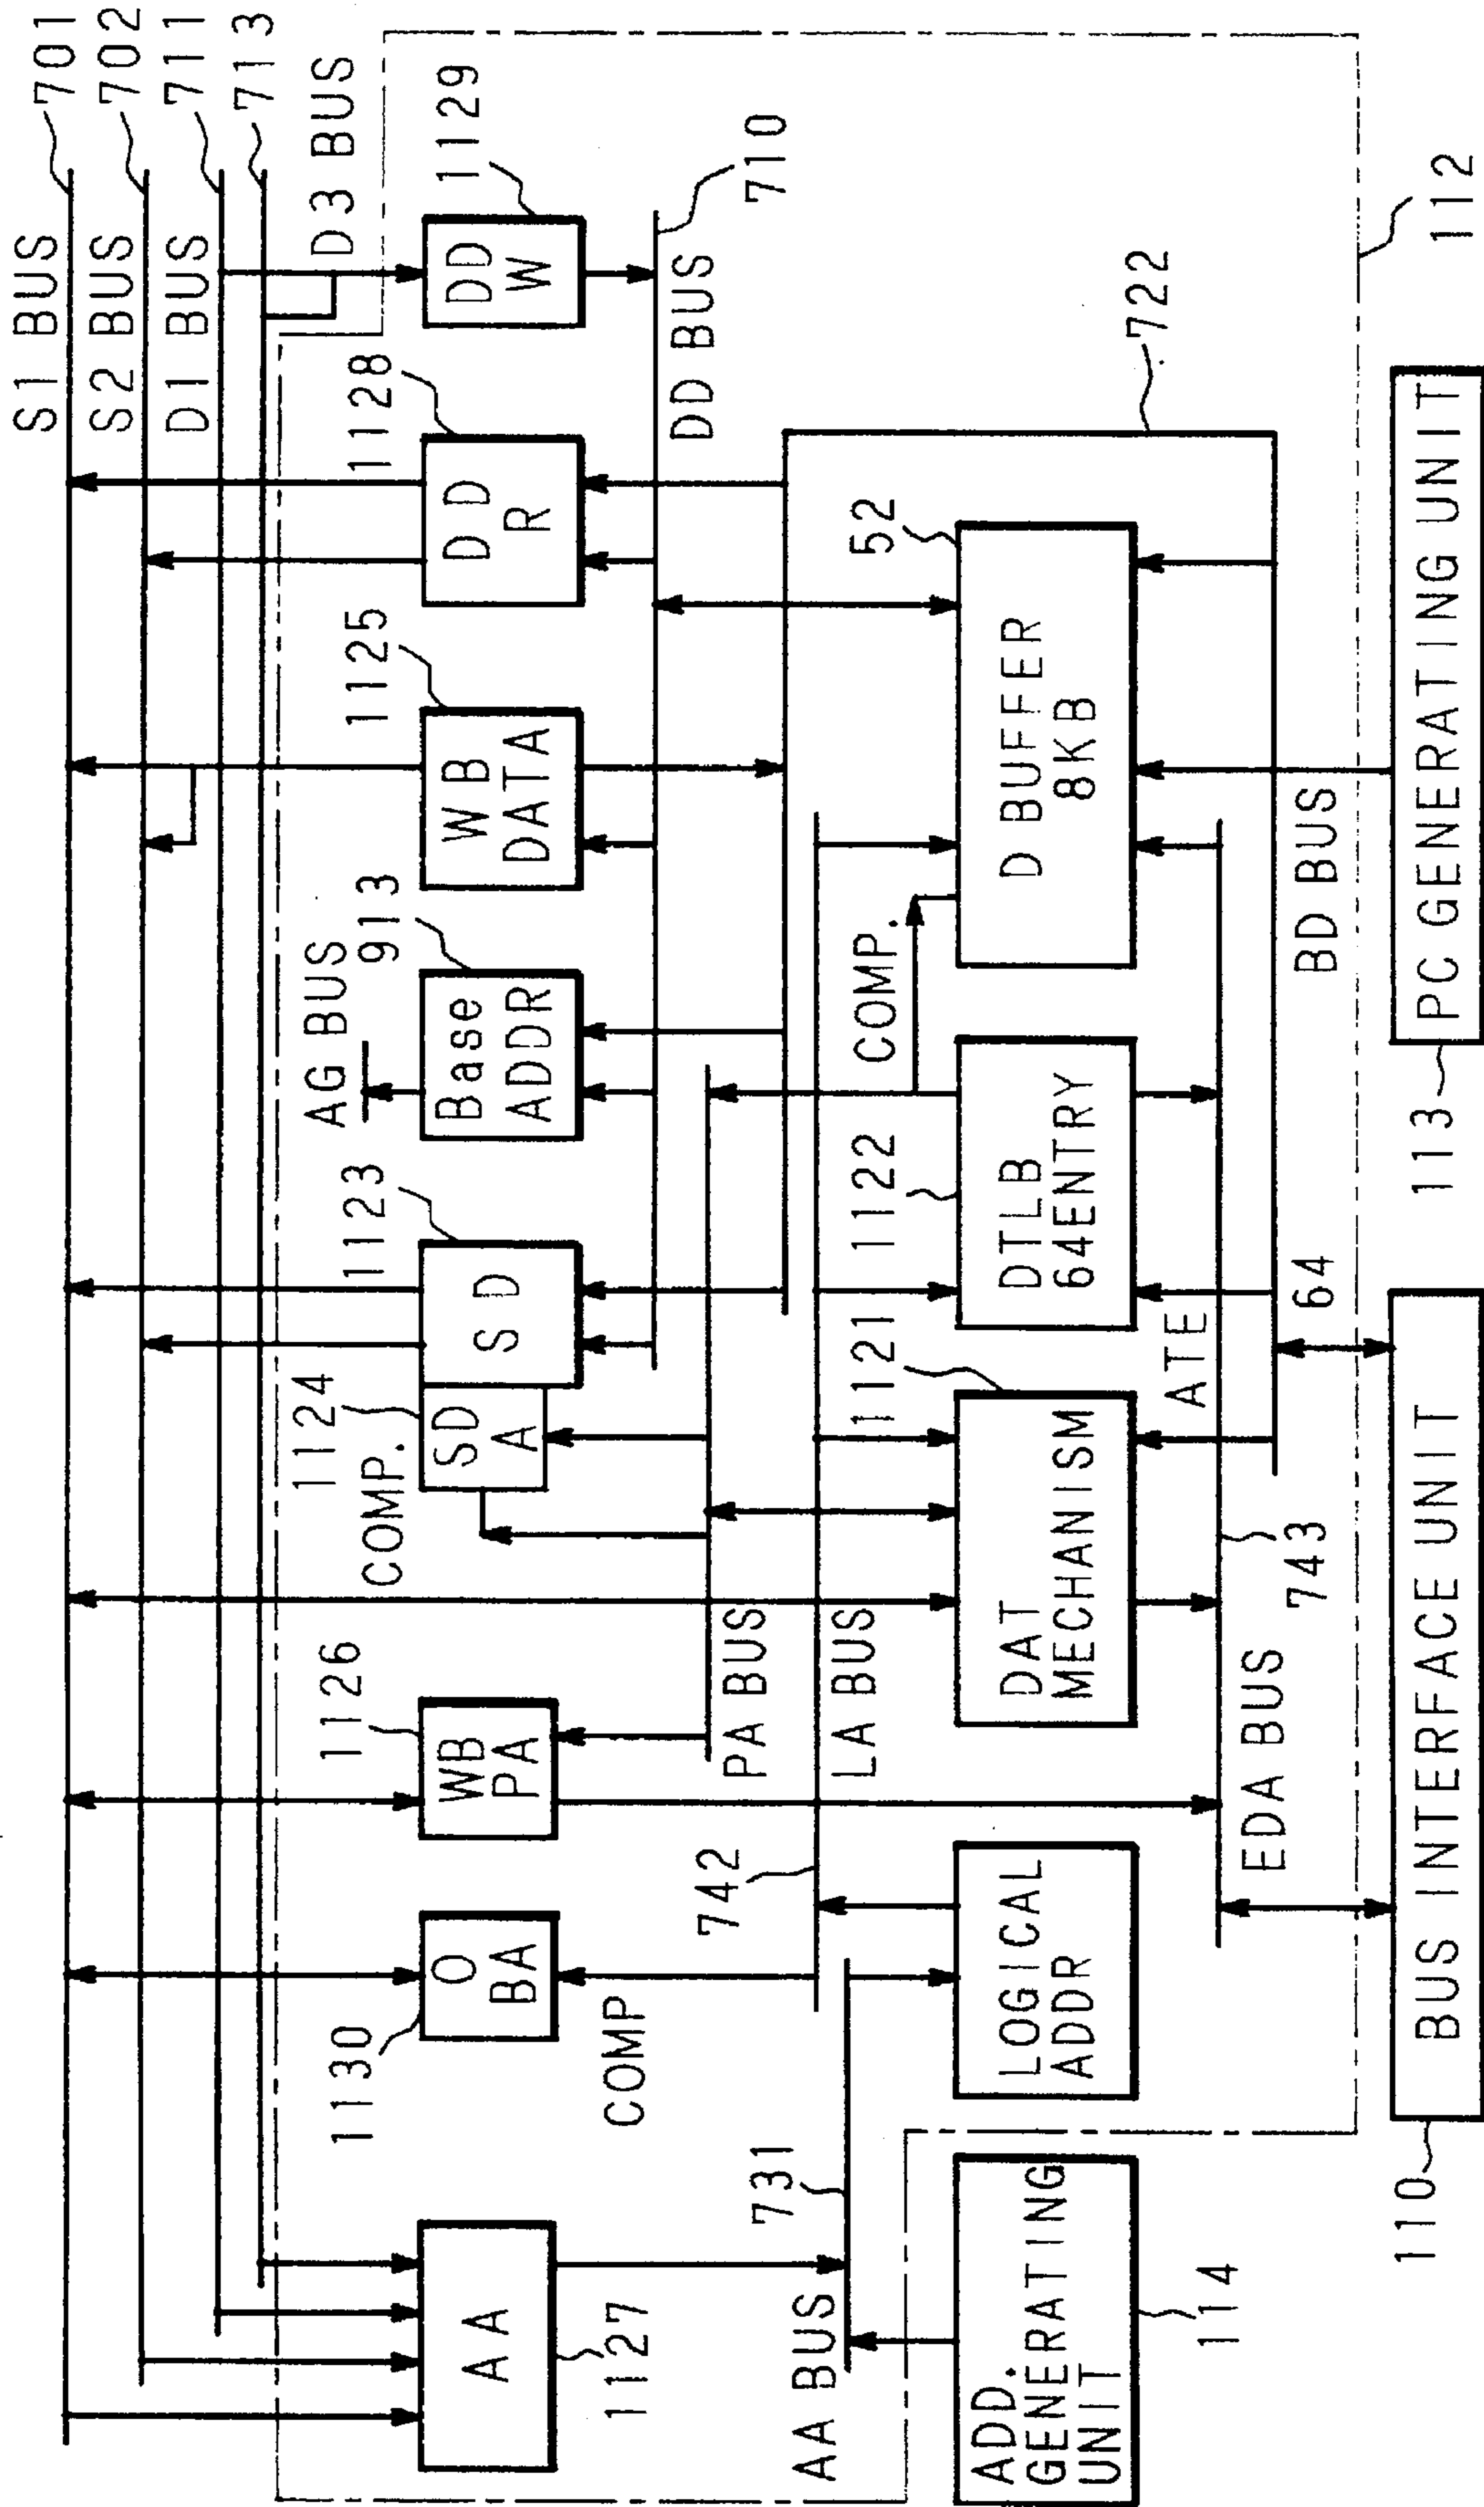 S1 BUS
701
S2 BUS
702
D1 BUS
711
713
D3 BUS
AA
1127
O
BA
1130
COMP
WB
PA
1126
COMP.
1124
SD
A
SD
1123
AG BUS
913
Base
ADDR
WB
DATA
1125
DD
R
1128
DD
W
1129
DD BUS
710
PA BUS
742
LA BUS
AA BUS
731
ADD.
GENERATING
UNIT
114
LOGICAL
ADDR
DAT
MECHANISM
1121
DTLB
64ENTRY
1122
COMP.
D BUFFER
8KB
52
722
ATE
EDA BUS
743
64
BD BUS
112
110
BUS INTERFACE UNIT
113
PC GENERATING UNIT